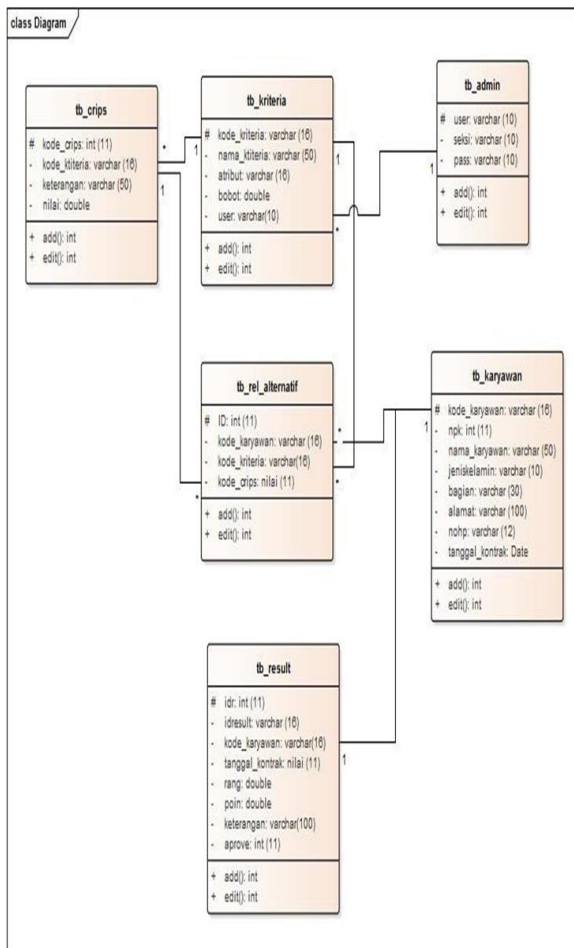 class Diagram
tb_crips
# kode_crips: int (11)
- kode_ktiteria: varchar (16)
- keterangan: varchar (50)
- nilai: double
+ add(): int
+ edit(): int
*
1
tb_kriteria
# kode_kriteria: varchar (16)
- nama_ktiteria: varchar (50)
- atribut: varchar (16)
- bobot: double
- user: varchar(10)
+ add(): int
+ edit(): int
1
1
*
tb_admin
# user: varchar (10)
- seksi: varchar (10)
- pass: varchar (10)
+ add(): int
+ edit(): int
1
tb_rel_alternatif
# ID: int (11)
- kode_karyawan: varchar (16)
- kode_kriteria: varchar(16)
- kode_crips: nilai (11)
+ add(): int
+ edit(): int
*
*
*
tb_karyawan
# kode_karyawan: varchar (16)
- npk: int (11)
- nama_karyawan: varchar (50)
- jeniskelamin: varchar (10)
- bagian: varchar (30)
- alamat: varchar (100)
- nohp: varchar (12)
- tanggal_kontrak: Date
+ add(): int
+ edit(): int
1
tb_result
# idr: int (11)
- idresult: varchar (16)
- kode_karyawan: varchar(16)
- tanggal_kontrak: nilai (11)
- rang: double
- poin: double
- keterangan: varchar(100)
- aprove: int (11)
+ add(): int
+ edit(): int
1